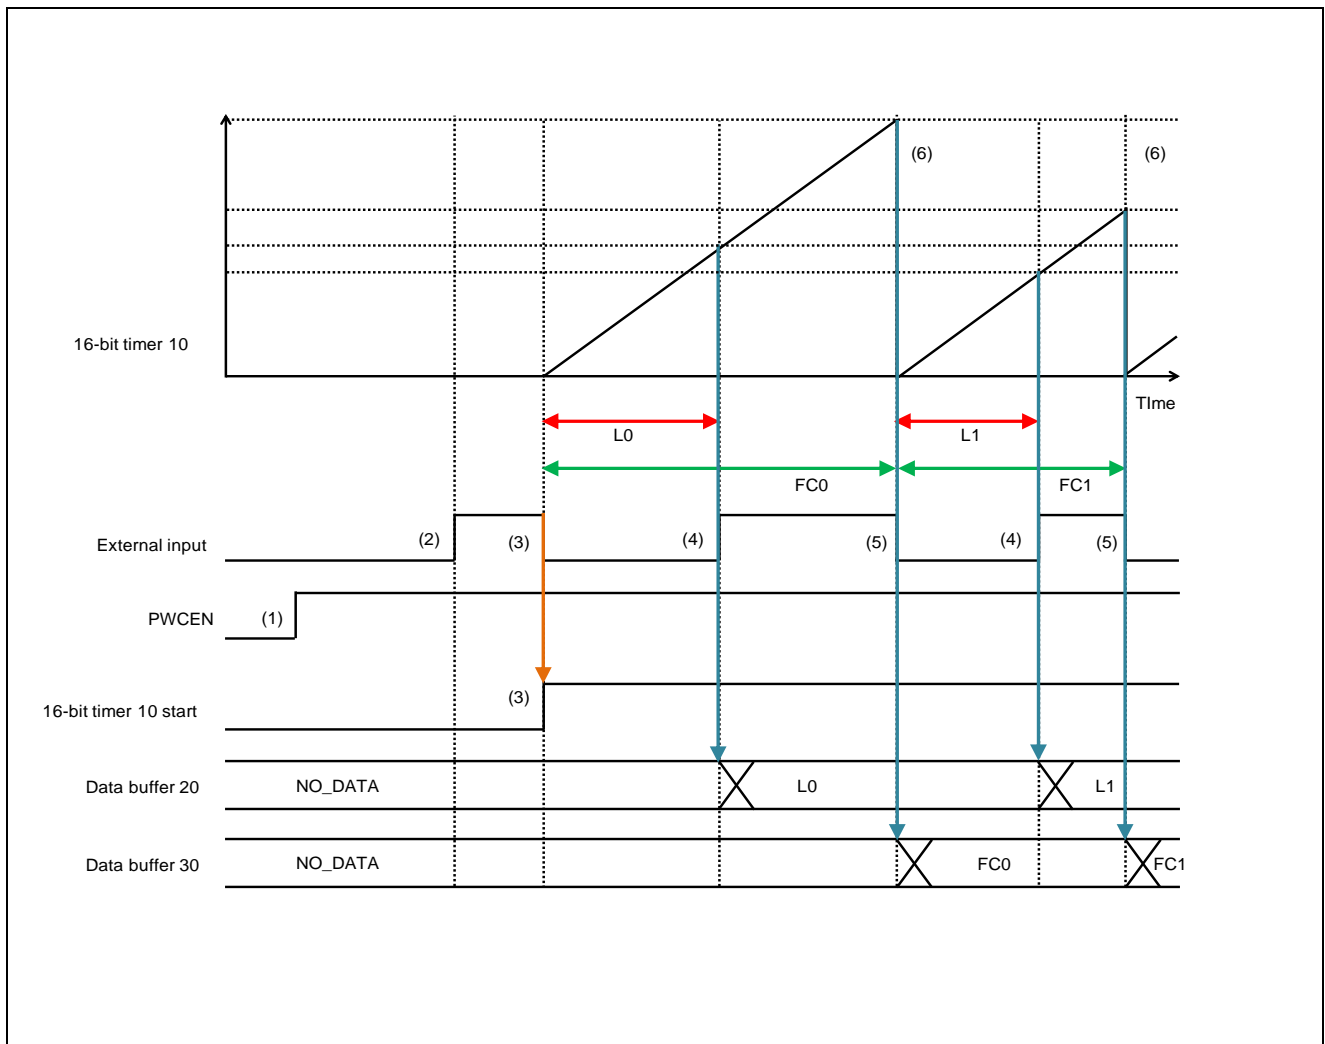 (6) (6)
16-bit timer 10
TIme
L0 L1
FC0 FC1
External input (2) (3) (4) (5) (4) (5)
PWCEN (1)
16-bit timer 10 start (3)
Data buffer 20 NO_DATA L0 L1
Data buffer 30 NO_DATA FC0 FC1